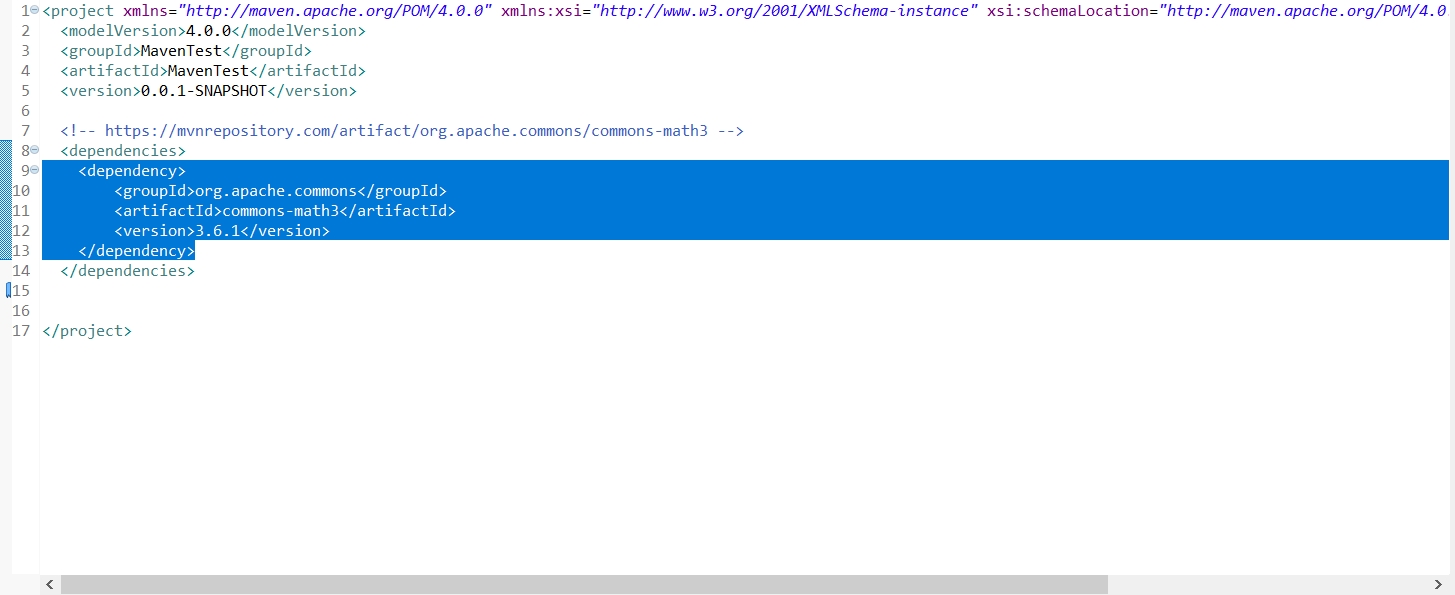 1 <project xmlns="http://maven.apache.org/POM/4.0.0" xmlns:xsi="http://www.w3.org/2001/XMLSchema-instance" xsi:schemaLocation="http://maven.apache.org/POM/4.0
2 <modelVersion>4.0.0</modelVersion>
3 <groupId>MavenTest</groupId>
4 <artifactId>MavenTest</artifactId>
5 <version>0.0.1-SNAPSHOT</version>
6
7 <!-- https://mvnrepository.com/artifact/org.apache.commons/commons-math3 -->
8 <dependencies>
9 <dependency>
10 <groupId>org.apache.commons</groupId>
11 <artifactId>commons-math3</artifactId>
12 <version>3.6.1</version>
13 </dependency>
14 </dependencies>
15
16
17 </project>